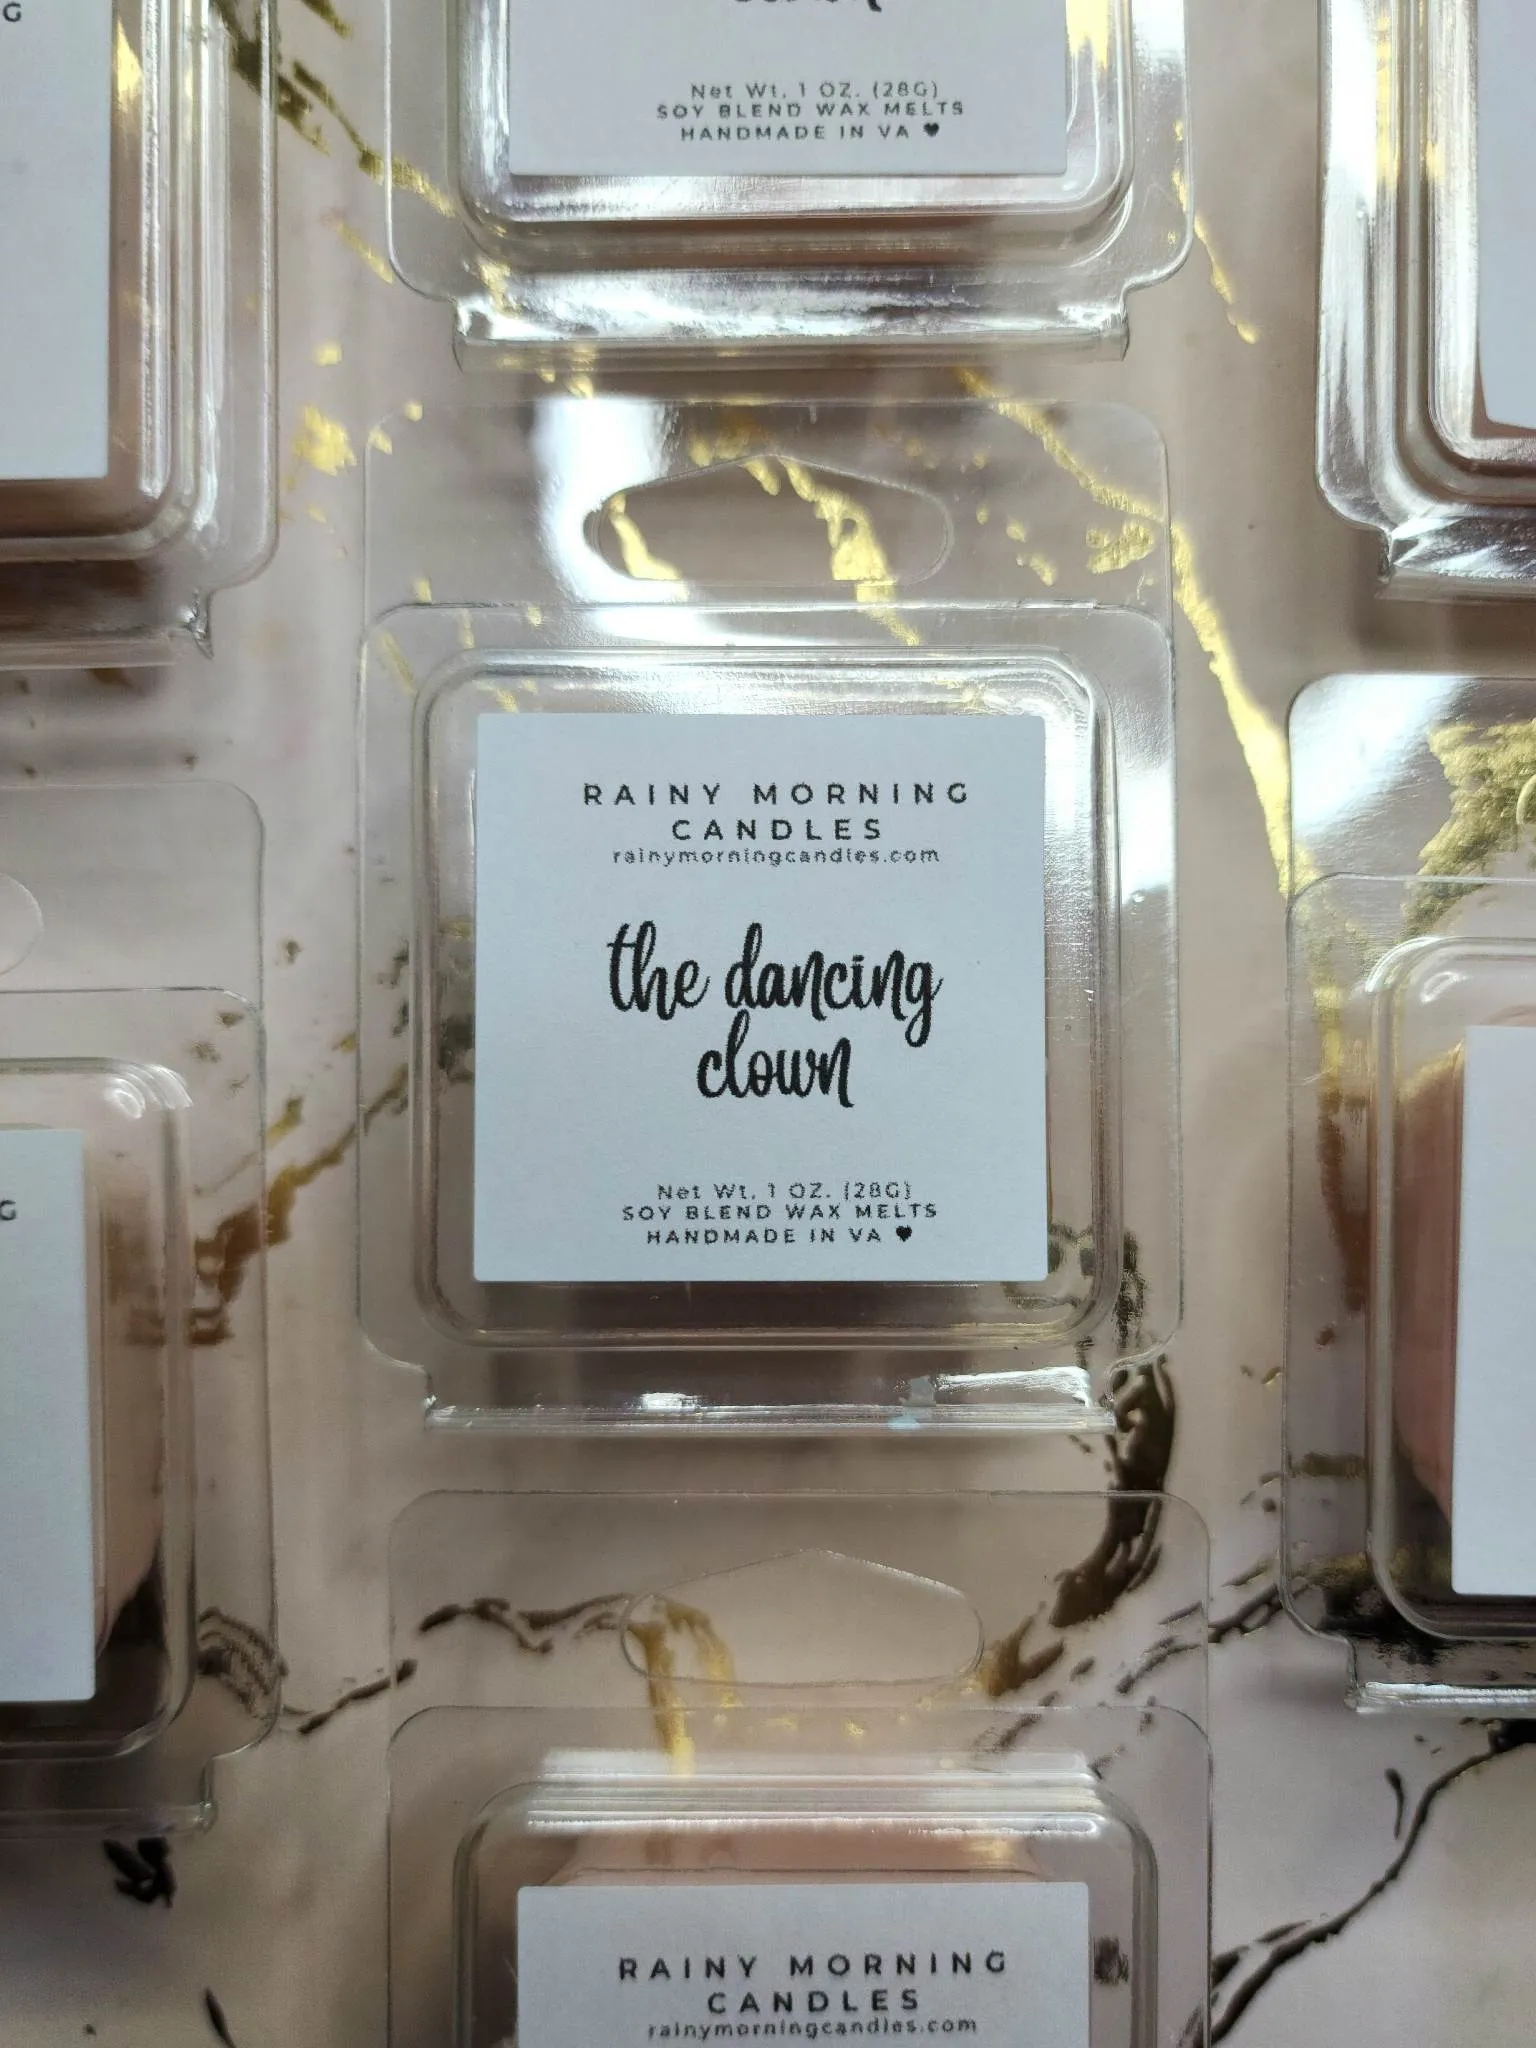 G
Net Wt. 1 OZ. (28G)
SOY BLEND WAX MELTS
HANDMADE IN VA ♥
RAINY MORNING
CANDLES
rainymorningcandles.com
the dancing
clown
Net Wt. 1 OZ. (28G)
SOY BLEND WAX MELTS
HANDMADE IN VA ♥
G
RAINY MORNING
CANDLES
rainymorningcandles.com